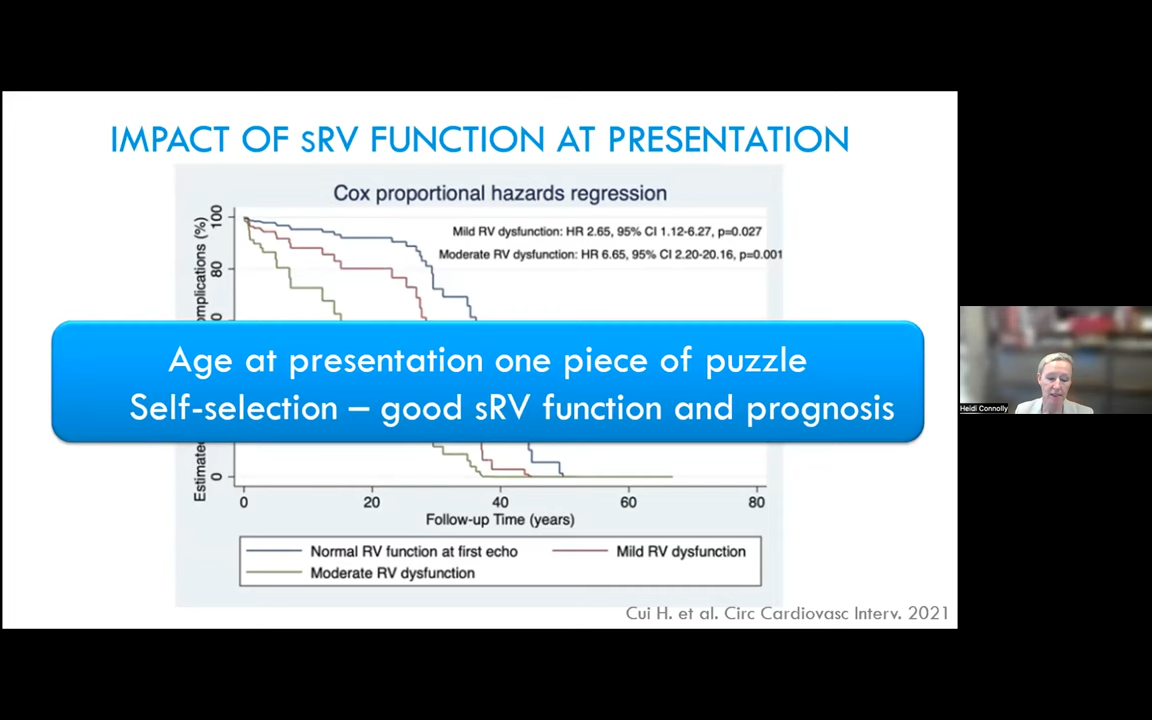 IMPACT OF sRV FUNCTION AT PRESENTATION
Cox proportional hazards regression
Mild RV dysfunction: HR 2.65, 95% CI 1.12-6.27, p=0.027
Moderate RV dysfunction: HR 6.65, 95% CI 2.20-20.16, p=0.001
100
80
Age at presentation one piece of puzzle
Self-selection – good sRV function and prognosis
0
0 20 40 60 80
Follow-up Time (years)
Normal RV function at first echo
Mild RV dysfunction
Moderate RV dysfunction
Cui H. et al. Circ Cardiovasc Interv. 2021
Heidi Connolly